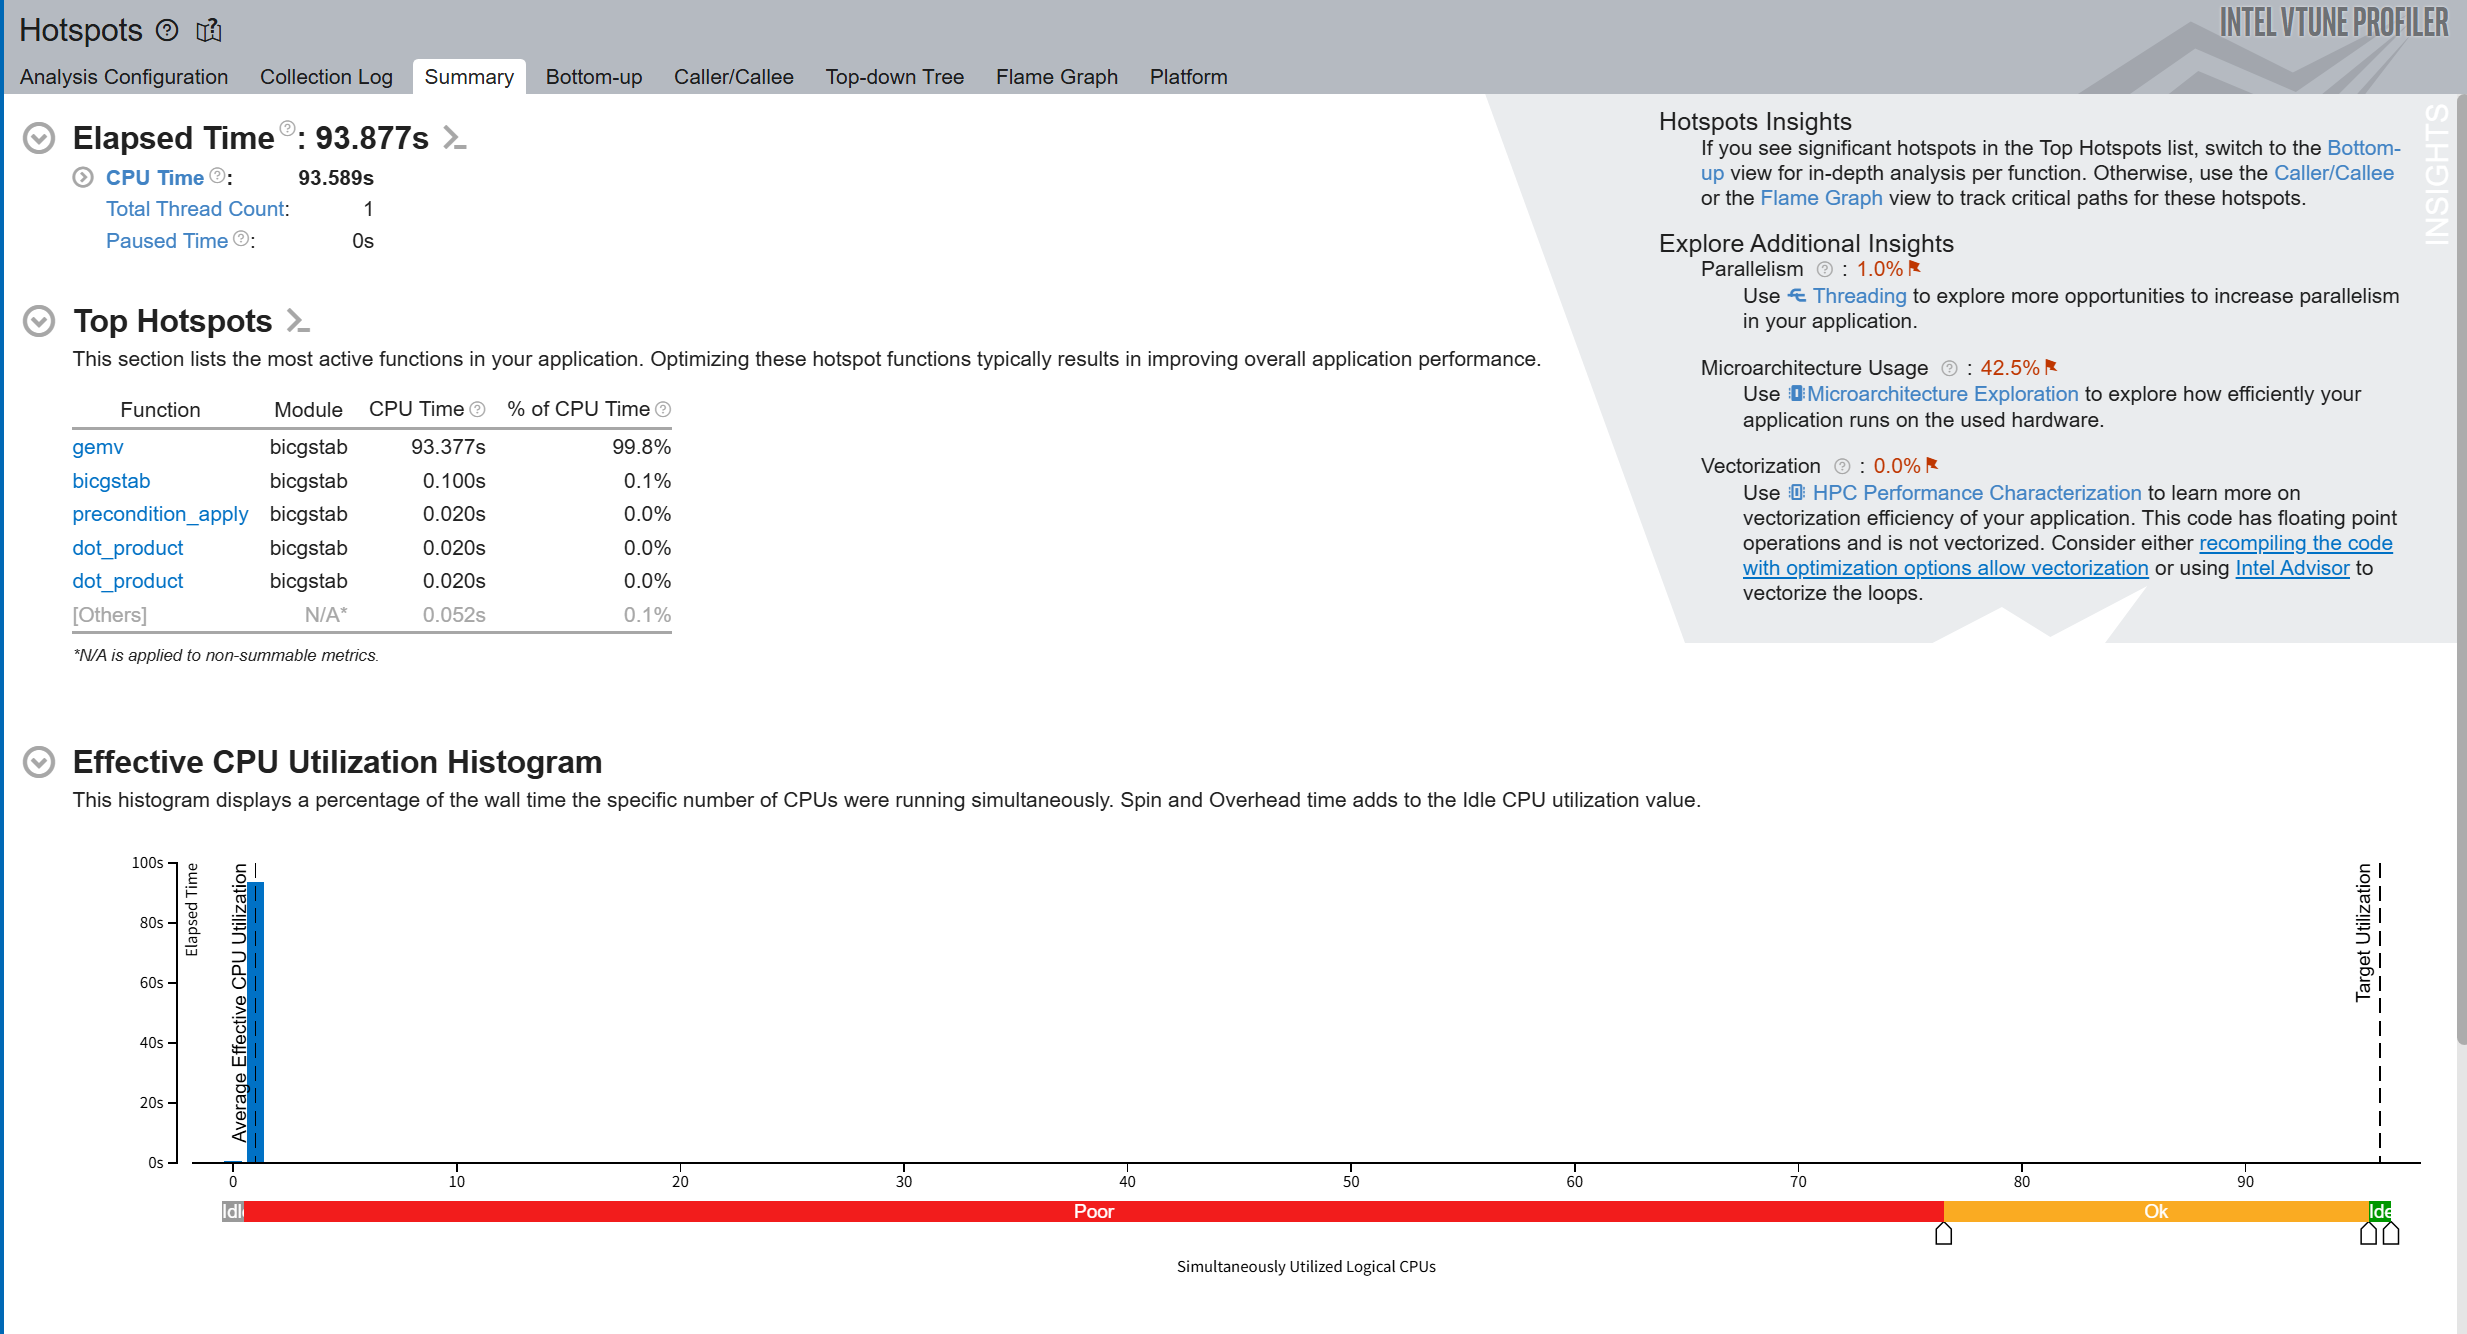 Hotspots
INTEL VTUNE PROFILER
Analysis Configuration Collection Log Summary Bottom-up Caller/Callee Top-down Tree Flame Graph Platform
Elapsed Time: 93.877s
CPU Time: 93.589s
Total Thread Count: 1
Paused Time: 0s
Top Hotspots
This section lists the most active functions in your application. Optimizing these hotspot functions typically results in improving overall application performance.
Function Module CPU Time % of CPU Time
gemv bicgstab 93.377s 99.8%
bicgstab bicgstab 0.100s 0.1%
precondition_apply bicgstab 0.020s 0.0%
dot_product bicgstab 0.020s 0.0%
dot_product bicgstab 0.020s 0.0%
[Others] N/A* 0.052s 0.1%
*N/A is applied to non-summable metrics.
INSIGHTS
Hotspots Insights
If you see significant hotspots in the Top Hotspots list, switch to the Bottom-
up view for in-depth analysis per function. Otherwise, use the Caller/Callee
or the Flame Graph view to track critical paths for these hotspots.
Explore Additional Insights
Parallelism : 1.0%
Use Threading to explore more opportunities to increase parallelism
in your application.
Microarchitecture Usage : 42.5%
Use Microarchitecture Exploration to explore how efficiently your
application runs on the used hardware.
Vectorization : 0.0%
Use HPC Performance Characterization to learn more on
vectorization efficiency of your application. This code has floating point
operations and is not vectorized. Consider either recompiling the code
with optimization options allow vectorization or using Intel Advisor to
vectorize the loops.
Effective CPU Utilization Histogram
This histogram displays a percentage of the wall time the specific number of CPUs were running simultaneously. Spin and Overhead time adds to the Idle CPU utilization value.
100s
80s
60s
40s
20s
0s
Elapsed Time
Average Effective CPU Utilization
Target Utilization
0 10 20 30 40 50 60 70 80 90
Idle Poor Ok Ide
Simultaneously Utilized Logical CPUs